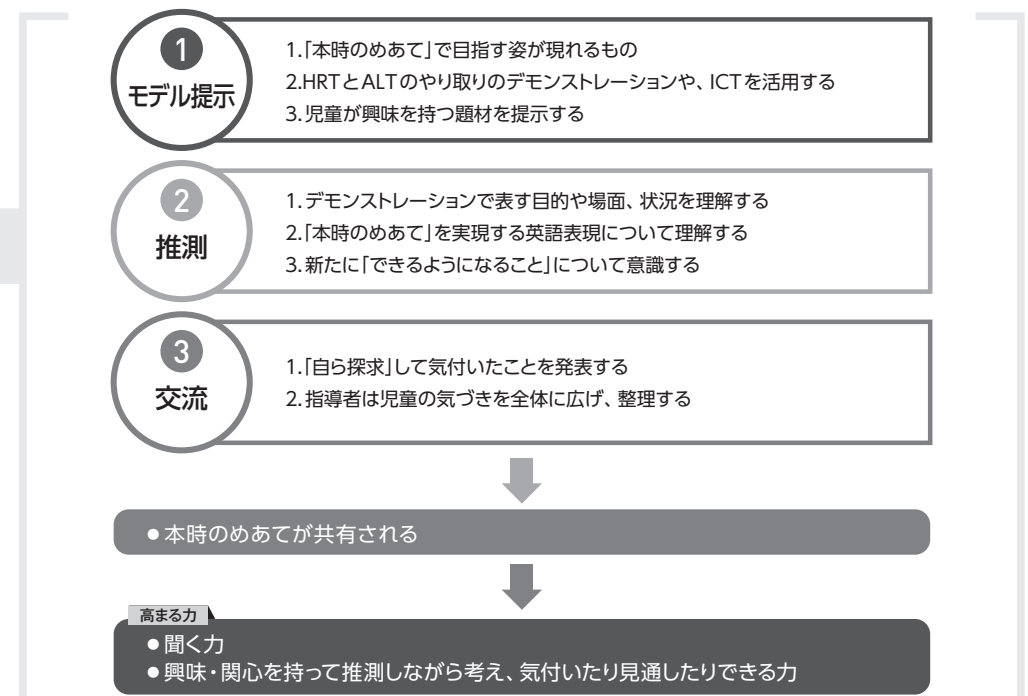 1
モデル提示
1.「本時のめあて」で目指す姿が現れるもの
2.HRTとALTのやり取りのデモンストレーションや、ICTを活用する
3.児童が興味を持つ題材を提示する
2
推測
1.デモンストレーションで表す目的や場面、状況を理解する
2.「本時のめあて」を実現する英語表現について理解する
3.新たに「できるようになること」について意識する
3
交流
1.「自ら探求」して気付いたことを発表する
2.指導者は児童の気づきを全体に広げ、整理する
●本時のめあてが共有される
高まる力
●聞く力
●興味・関心を持って推測しながら考え、気付いたり見通したりできる力